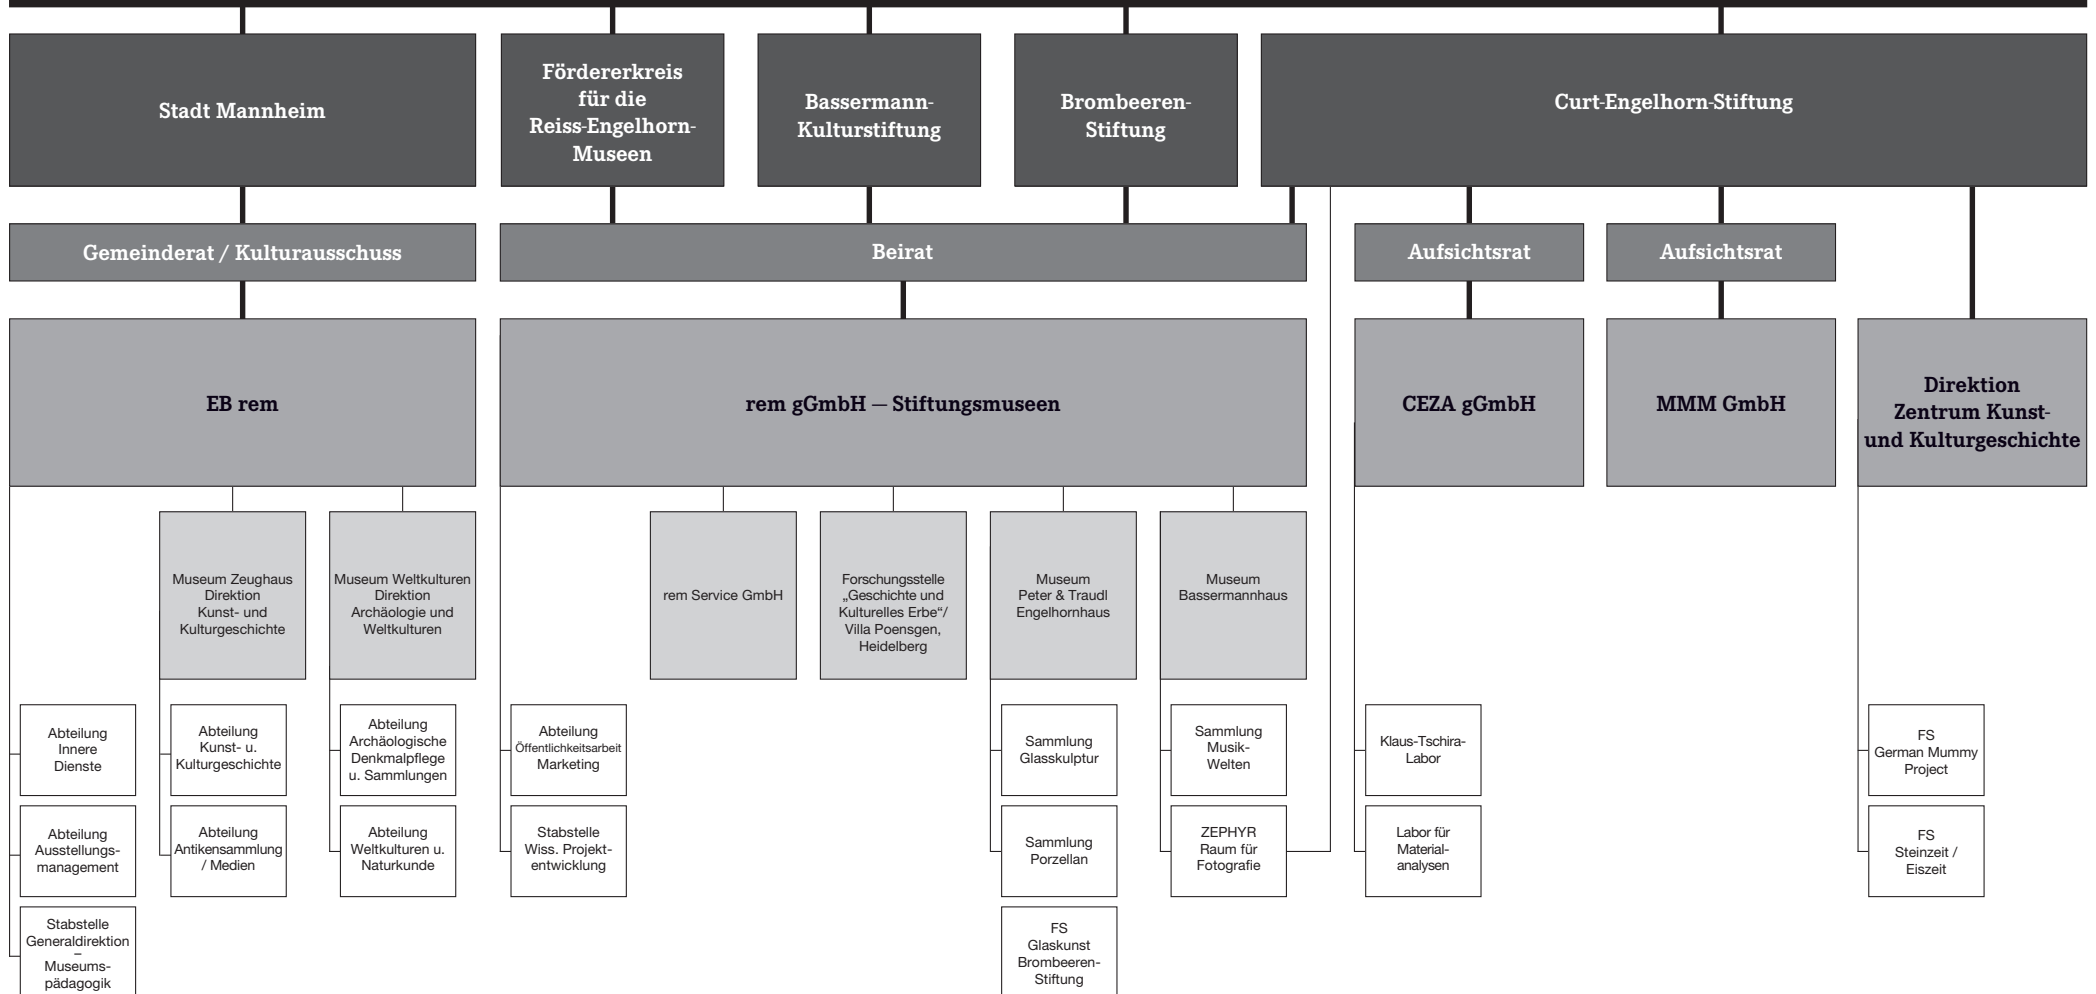 Stadt Mannheim
Fördererkreis
für die
Reiss-Engelhorn-
Museen
Bassermann-
Kulturstiftung
Brombeeren-
Stiftung
Curt-Engelhorn-Stiftung
Gemeinderat / Kulturausschuss
Beirat
Aufsichtsrat
Aufsichtsrat
EB rem
rem gGmbH — Stiftungsmuseen
CEZA gGmbH
MMM GmbH
Direktion
Zentrum Kunst-
und Kulturgeschichte
Museum Zeughaus
Direktion
Kunst- und
Kulturgeschichte
Museum Weltkulturen
Direktion
Archäologie und
Weltkulturen
rem Service GmbH
Forschungsstelle
„Geschichte und
Kulturelles Erbe“/
Villa Poensgen,
Heidelberg
Museum
Peter & Traudl
Engelhornhaus
Museum
Bassermannhaus
Abteilung
Innere
Dienste
Abteilung
Kunst- u.
Kulturgeschichte
Abteilung
Archäologische
Denkmalpflege
u. Sammlungen
Abteilung
Öffentlichkeitsarbeit
Marketing
Sammlung
Glasskulptur
Sammlung
Musik-
Welten
Klaus-Tschira-
Labor
FS
German Mummy
Project
Abteilung
Ausstellungs-
management
Abteilung
Antikensammlung
/ Medien
Abteilung
Weltkulturen u.
Naturkunde
Stabstelle
Wiss. Projekt-
entwicklung
Sammlung
Porzellan
ZEPHYR
Raum für
Fotografie
Labor für
Material-
analysen
FS
Steinzeit /
Eiszeit
Stabstelle
Generaldirektion
–
Museums-
pädagogik
FS
Glaskunst
Brombeeren-
Stiftung